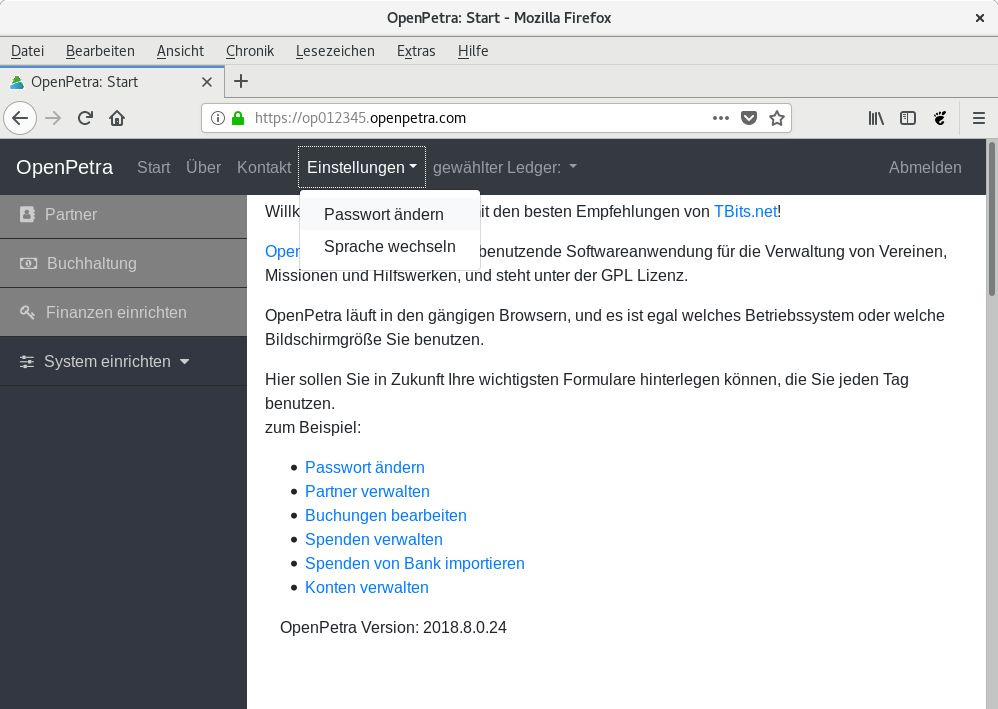 OpenPetra: Start - Mozilla Firefox
Datei Bearbeiten Ansicht Chronik Lesezeichen Extras Hilfe
OpenPetra: Start
https://op012345.openpetra.com
OpenPetra Start Über Kontakt Einstellungen gewählter Ledger: Abmelden
Passwort ändern
Sprache wechseln
Partner
Buchhaltung
Finanzen einrichten
System einrichten
Willk it den besten Empfehlungen von TBits.net!
Open benutzende Softwareanwendung für die Verwaltung von Vereinen,
Missionen und Hilfswerken, und steht unter der GPL Lizenz.
OpenPetra läuft in den gängigen Browsern, und es ist egal welches Betriebssystem oder welche
Bildschirmgröße Sie benutzen.
Hier sollen Sie in Zukunft Ihre wichtigsten Formulare hinterlegen können, die Sie jeden Tag
benutzen.
zum Beispiel:
Passwort ändern
Partner verwalten
Buchungen bearbeiten
Spenden verwalten
Spenden von Bank importieren
Konten verwalten
OpenPetra Version: 2018.8.0.24